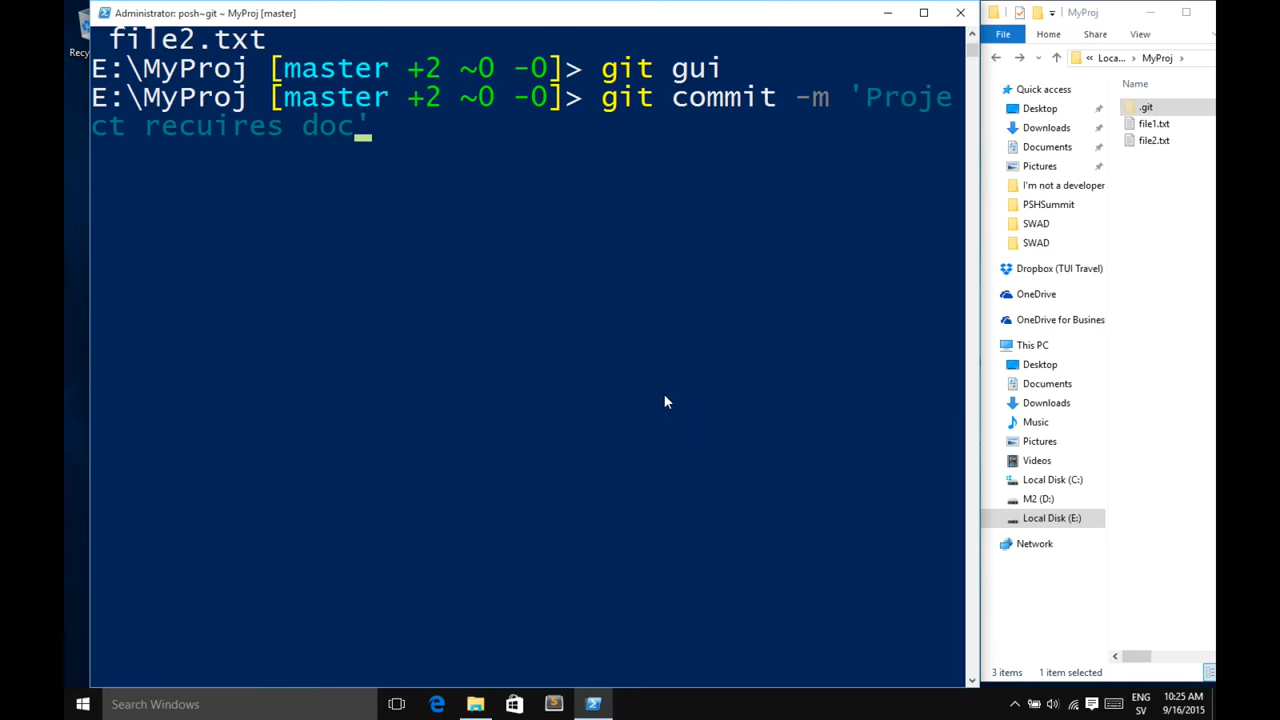 Administrator: posh~git ~ MyProj [master]
file2.txt
E:\MyProj [master +2 ~0 -0]> git gui
E:\MyProj [master +2 ~0 -0]> git commit -m 'Proje
ct recuires doc'
MyProj
File Home Share View
« Loca... › MyProj ›
Quick access
Desktop
Downloads
Documents
Pictures
I'm not a developer
PSHSummit
SWAD
SWAD
Dropbox (TUI Travel)
OneDrive
OneDrive for Busines
This PC
Desktop
Documents
Downloads
Music
Pictures
Videos
Local Disk (C:)
M2 (D:)
Local Disk (E:)
Network
Name
.git
file1.txt
file2.txt
3 items 1 item selected
Recy
Search Windows
ENG
SV
10:25 AM
9/16/2015